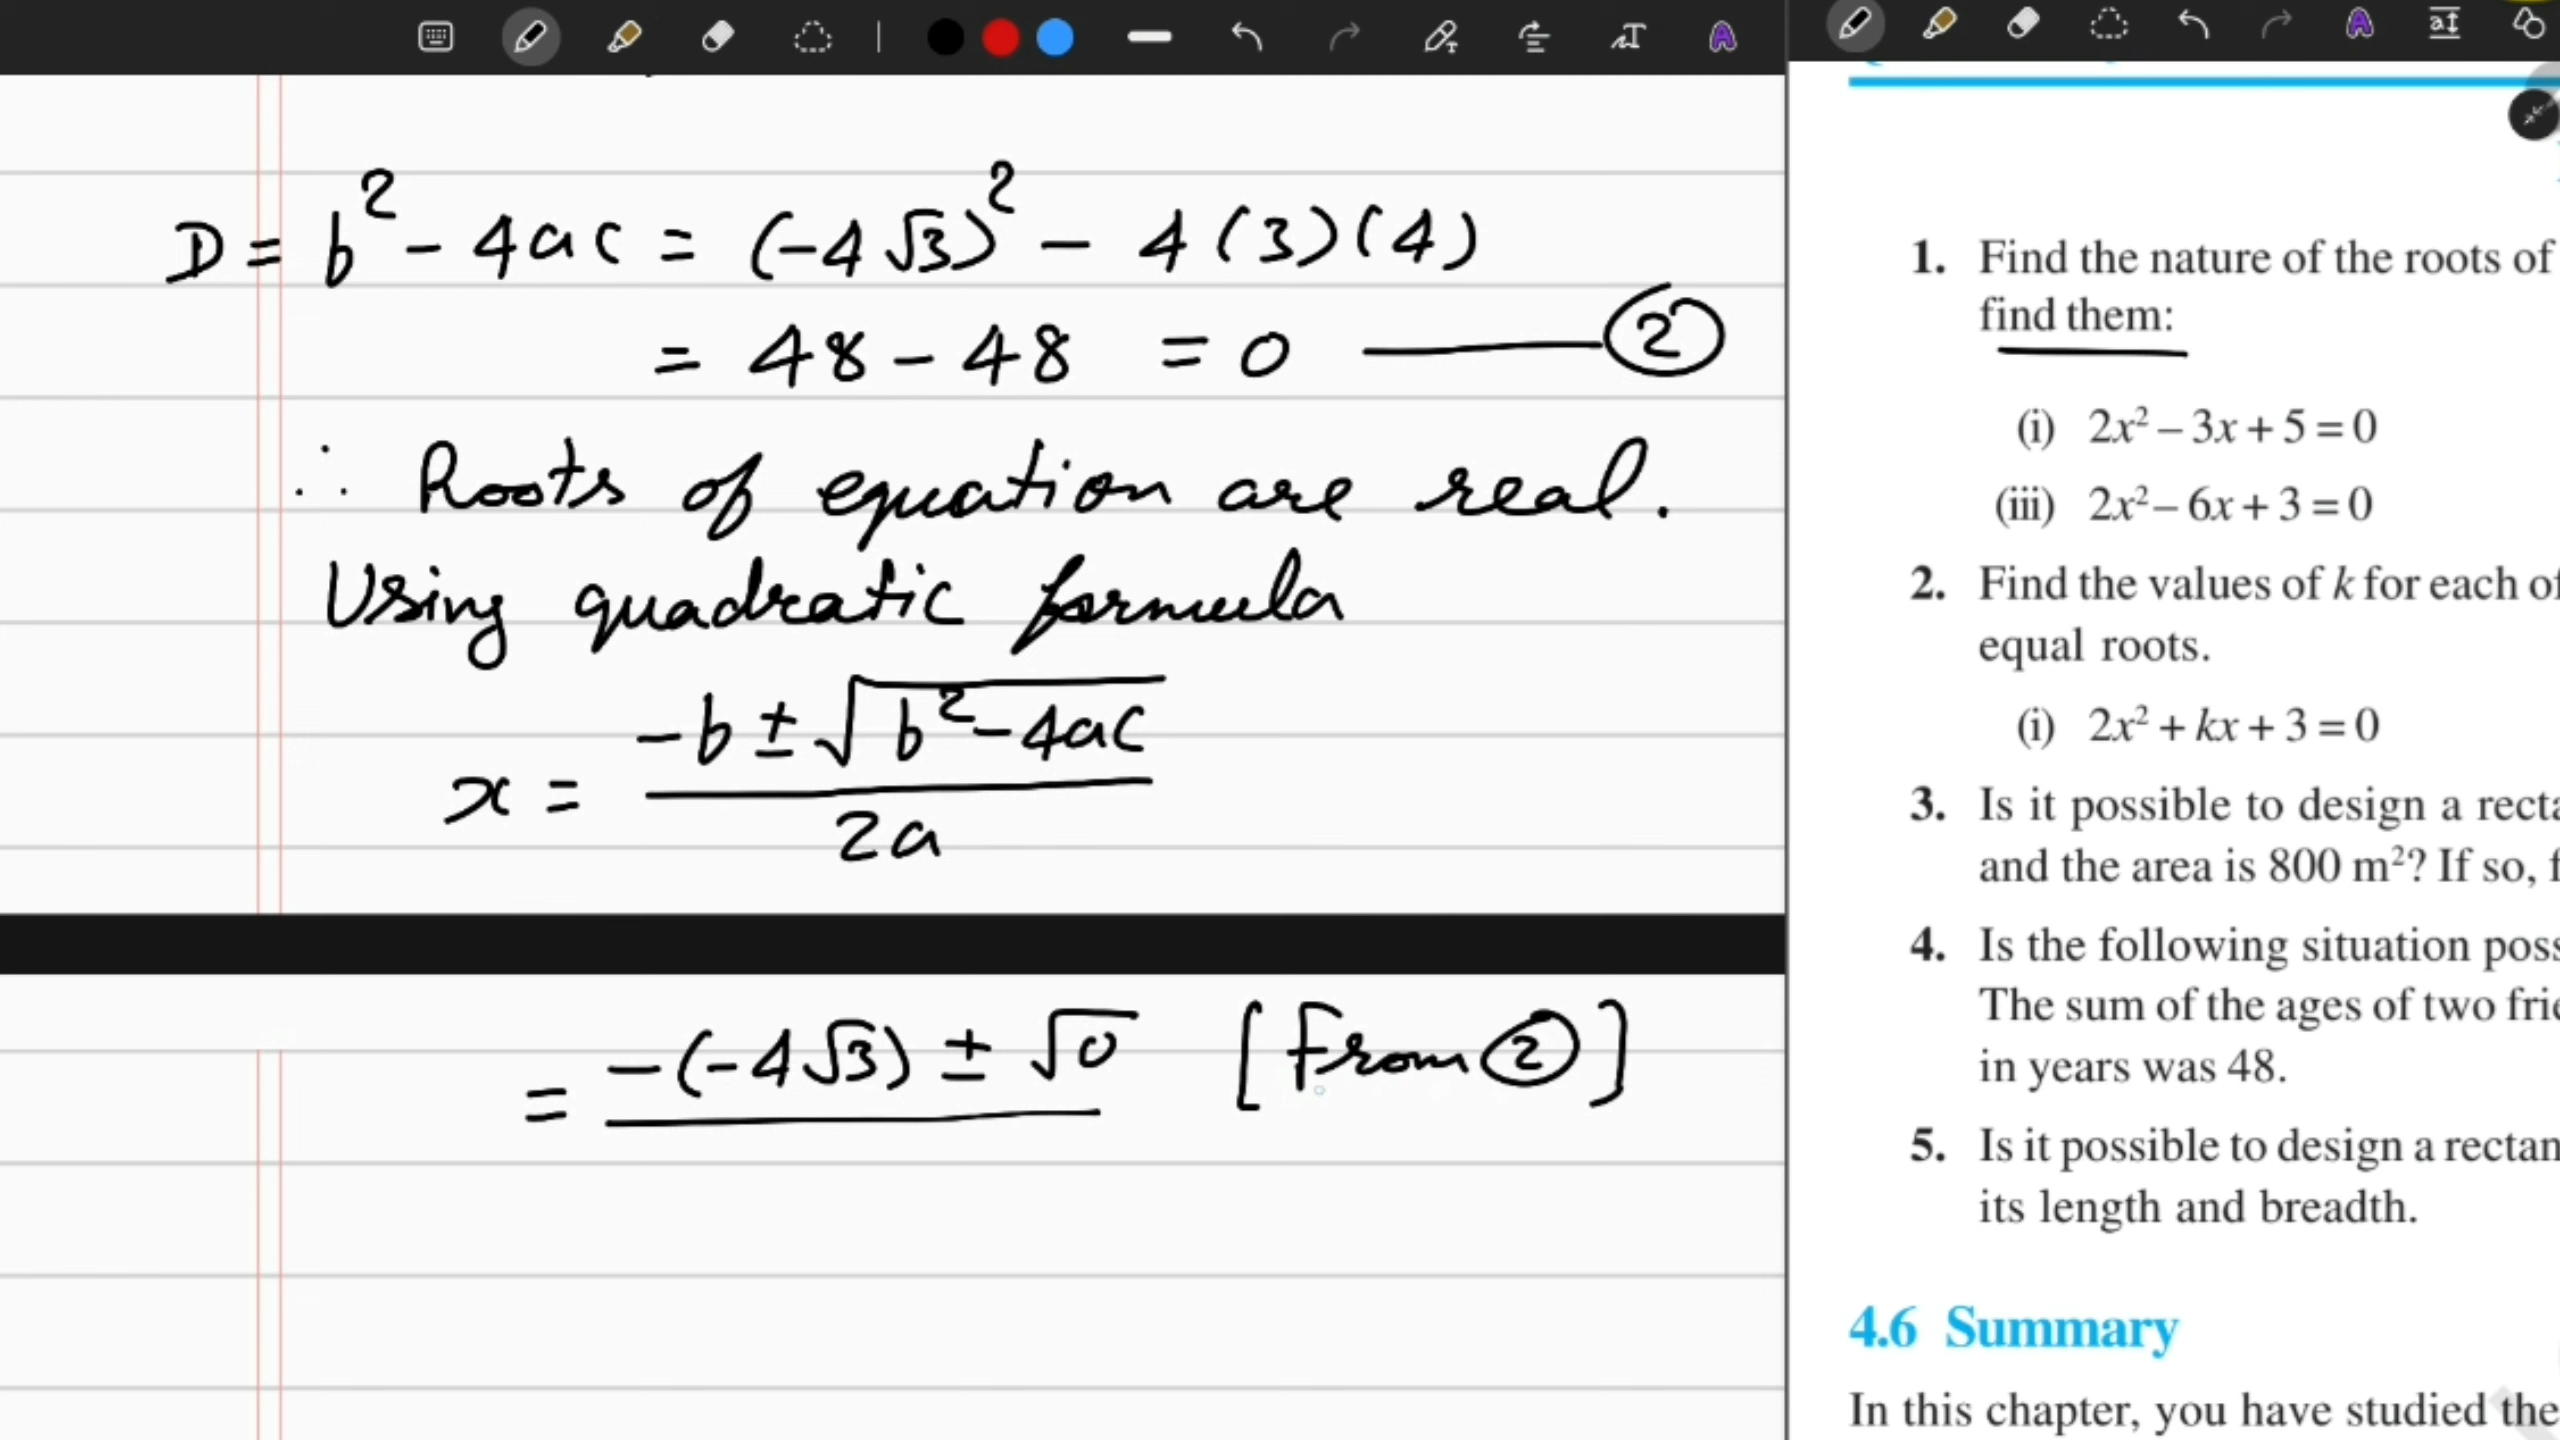 D = b² - 4ac = (-4√3)² - 4(3)(4)
= 48 - 48 = 0 ——— ②
∴ Roots of equation are real.
Using quadratic formula
x = (-b ± √(b² - 4ac)) / 2a
= -(-4√3) ± √0 [From ②]
1. Find the nature of the roots of
find them:
(i) 2x² – 3x + 5 = 0
(iii) 2x² – 6x + 3 = 0
2. Find the values of k for each of
equal roots.
(i) 2x² + kx + 3 = 0
3. Is it possible to design a recta
and the area is 800 m²? If so, f
4. Is the following situation poss
The sum of the ages of two frie
in years was 48.
5. Is it possible to design a rectan
its length and breadth.
4.6 Summary
In this chapter, you have studied the